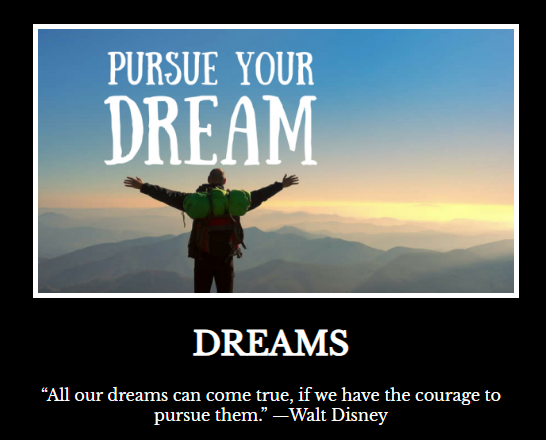 PURSUE YOUR
DREAM
DREAMS
“All our dreams can come true, if we have the courage to
pursue them.” —Walt Disney